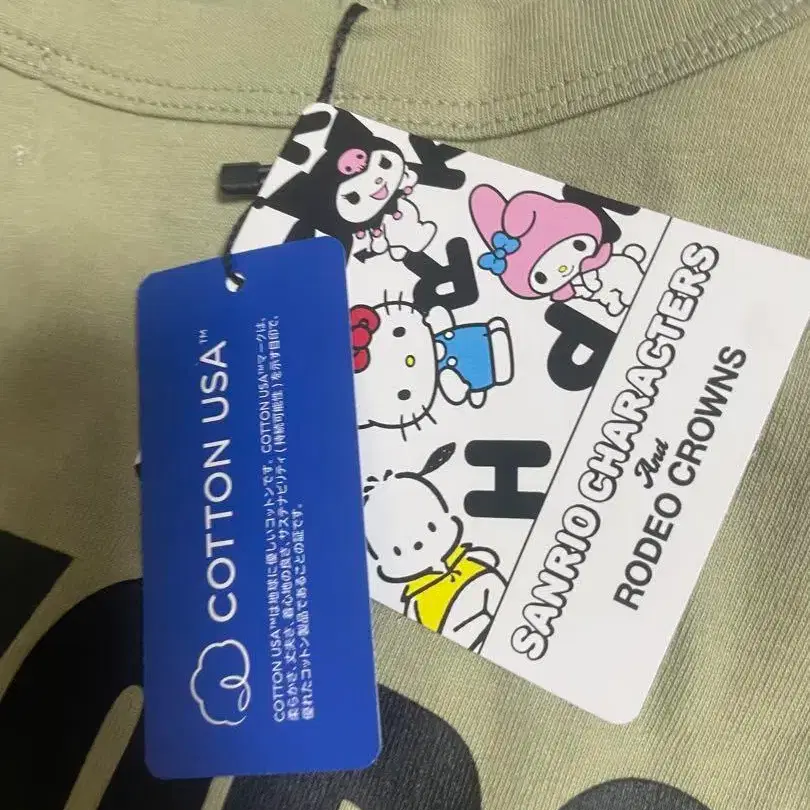 COTTON USA™
COTTON USA™は地球に優しいコットンです。COTTON USA™マークは、
柔らかさ、丈夫さ、着心地の良さ、サステナビリティ(持続可能性)を示す目印で、
優れたコットン製品であることの証です。
K
R
P
H
SANRIO CHARACTERS
And
RODEO CROWNS